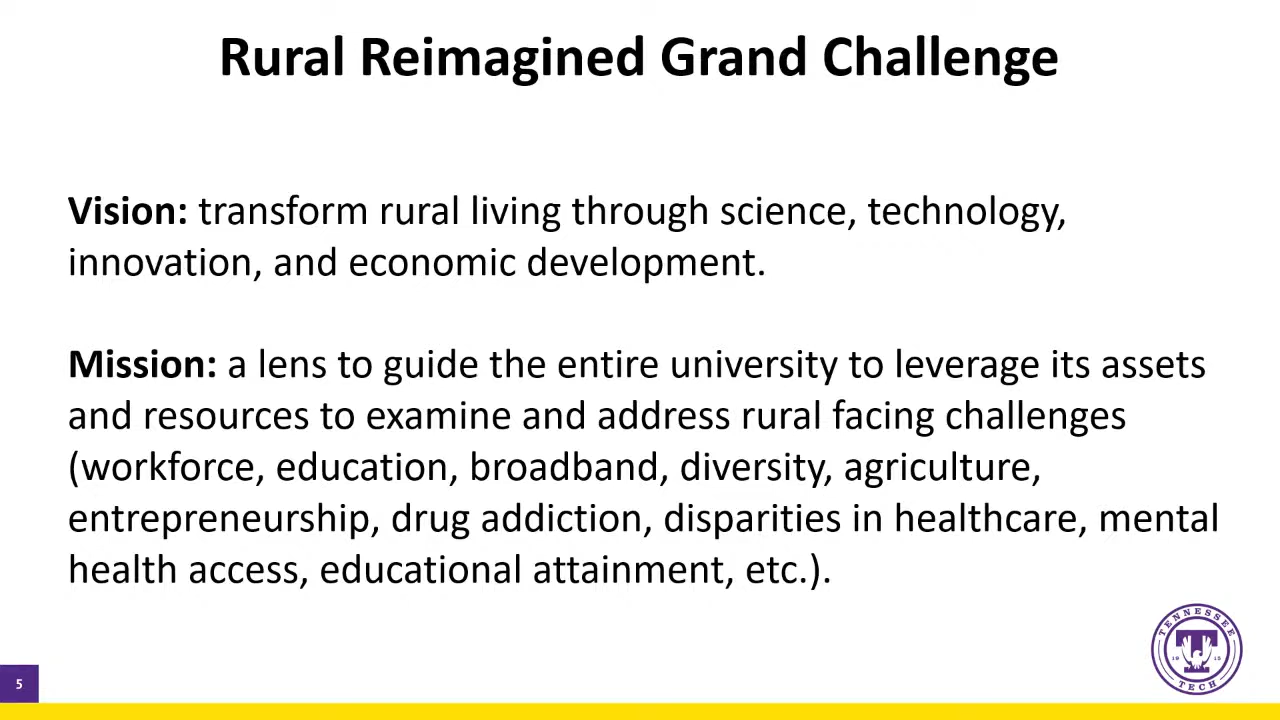 Rural Reimagined Grand Challenge
Vision: transform rural living through science, technology,
innovation, and economic development.
Mission: a lens to guide the entire university to leverage its assets
and resources to examine and address rural facing challenges
(workforce, education, broadband, diversity, agriculture,
entrepreneurship, drug addiction, disparities in healthcare, mental
health access, educational attainment, etc.).
TENNESSEE
T
19 15
TECH
5